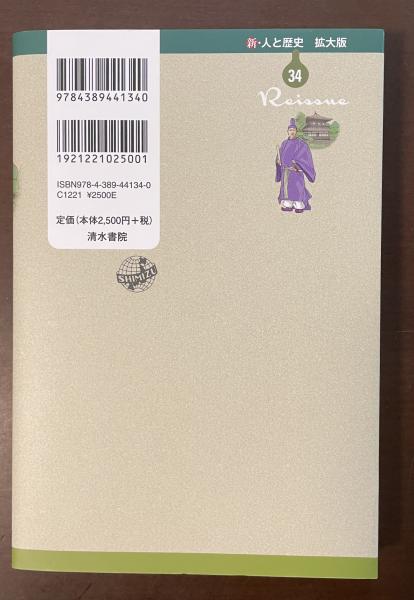 新・人と歴史 拡大版
34
Reissue
9784389441340
1921221025001
ISBN978-4-389-44134-0
C1221 ¥2500E
定価(本体2,500円+税)
清水書院
SHIMIZU